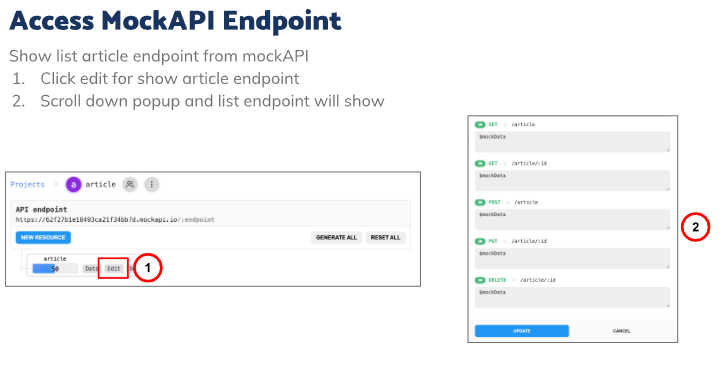 Access MockAPI Endpoint
Show list article endpoint from mockAPI
1. Click edit for show article endpoint
2. Scroll down popup and list endpoint will show
Projects
a article
API endpoint
https://62f27b1e18493ca21f34bb7d.mockapi.io/:endpoint
NEW RESOURCE GENERATE ALL RESET ALL
article
50 Data Edit
1
ON GET /article
$mockData
ON GET /article/:id
$mockData
ON POST /article
$mockData
ON PUT /article/:id
$mockData
ON DELETE /article/:id
$mockData
UPDATE CANCEL
2